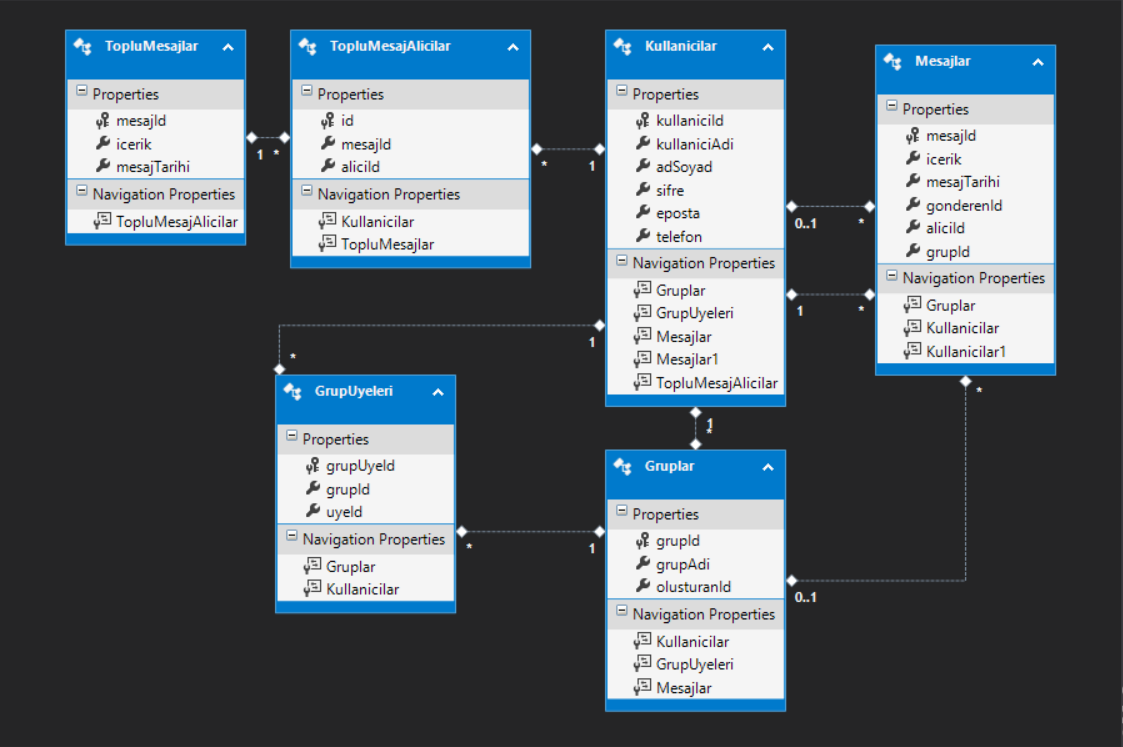 TopluMesajlar
Properties
mesajId
icerik
mesajTarihi
Navigation Properties
TopluMesajAlicilar
1
*
TopluMesajAlicilar
Properties
id
mesajId
aliciId
Navigation Properties
Kullanicilar
TopluMesajlar
*
1
Kullanicilar
Properties
kullaniciId
kullaniciAdi
adSoyad
sifre
eposta
telefon
Navigation Properties
Gruplar
GrupUyeleri
Mesajlar
Mesajlar1
TopluMesajAlicilar
0..1
*
1
*
Mesajlar
Properties
mesajId
icerik
mesajTarihi
gonderenId
aliciId
grupId
Navigation Properties
Gruplar
Kullanicilar
Kullanicilar1
*
1
*
GrupUyeleri
Properties
grupUyeId
grupId
uyeId
Navigation Properties
Gruplar
Kullanicilar
*
1
1
*
Gruplar
Properties
grupId
grupAdi
olusturanId
Navigation Properties
Kullanicilar
GrupUyeleri
Mesajlar
0..1